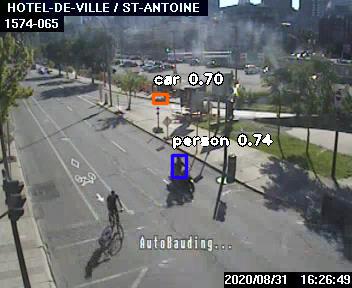 HOTEL-DE-VILLE / ST-ANTOINE
1574-065
car 0.70
person 0.74
AutoBauding...
2020/08/31 16:26:49